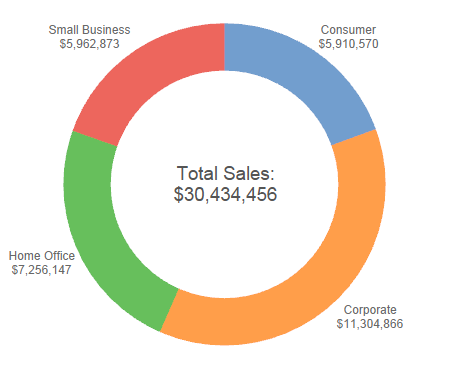 Small Business
$5,962,873
Consumer
$5,910,570
Total Sales:
$30,434,456
Home Office
$7,256,147
Corporate
$11,304,866